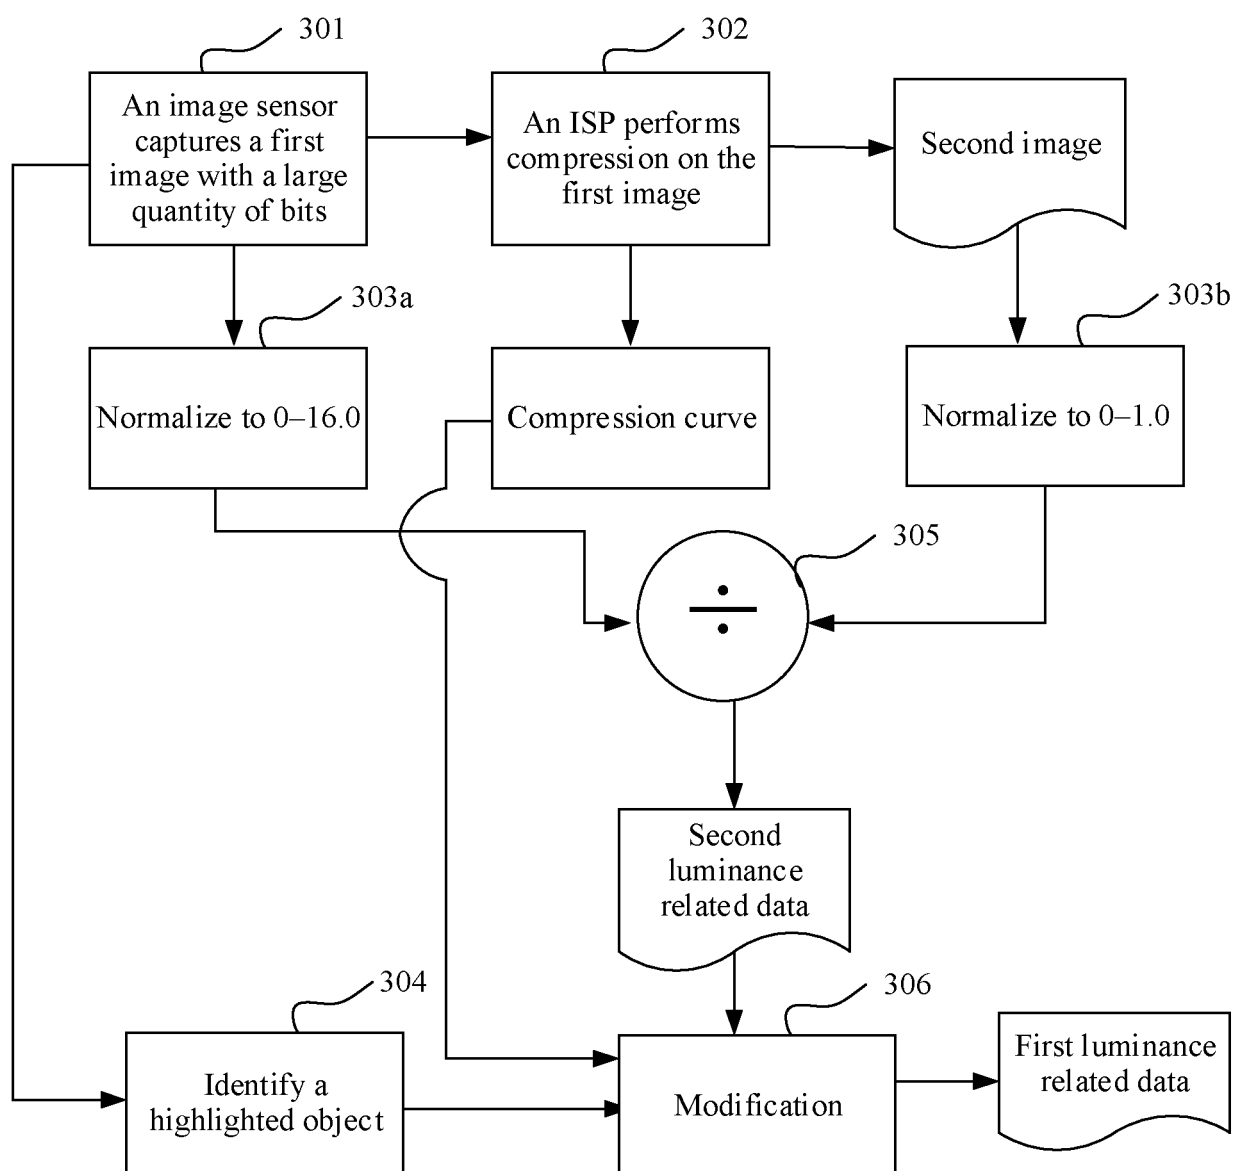 301
302
An image sensor
captures a first
image with a large
quantity of bits
An ISP performs
compression on the
first image
Second image
303a
303b
Normalize to 0–16.0
Compression curve
Normalize to 0–1.0
305
÷
Second
luminance
related data
304
306
Identify a
highlighted object
Modification
First luminance
related data